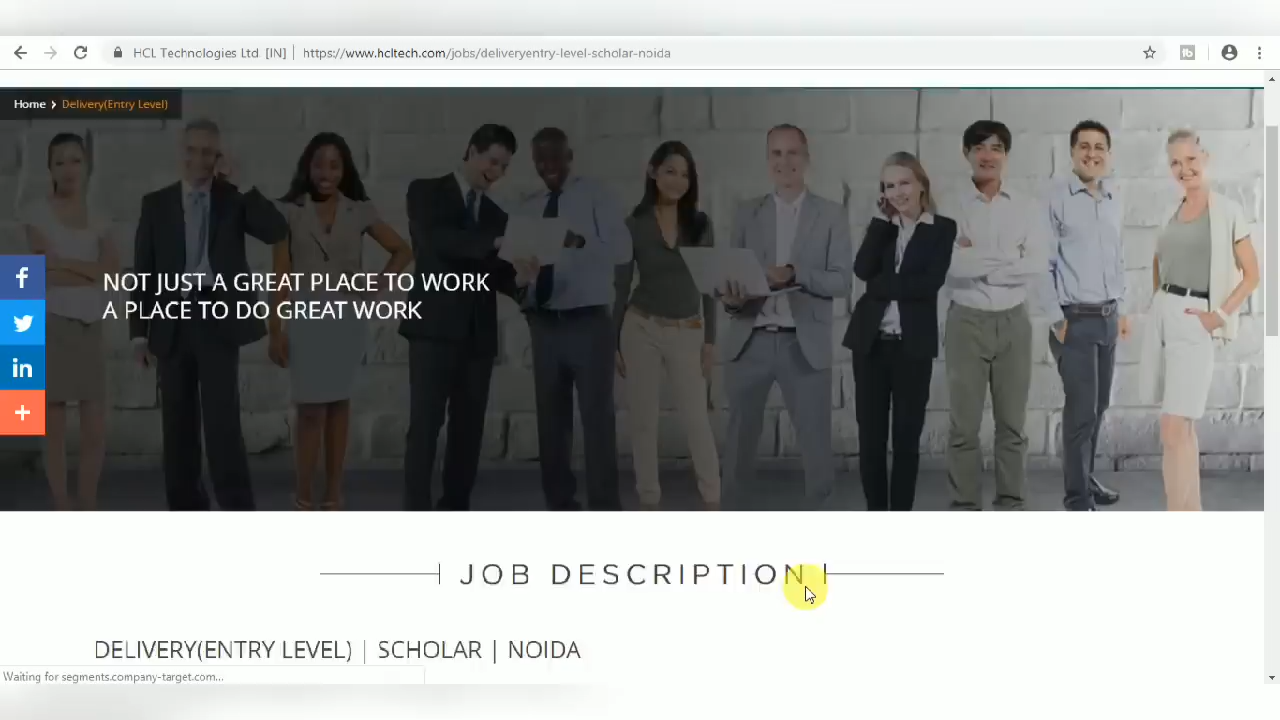 HCL Technologies Ltd. [IN] | https://www.hcltech.com/jobs/deliveryentry-level-scholar-noida
Home > Delivery(Entry Level)
NOT JUST A GREAT PLACE TO WORK
A PLACE TO DO GREAT WORK
JOB DESCRIPTION
DELIVERY(ENTRY LEVEL) | SCHOLAR | NOIDA
Waiting for segments.company-target.com...